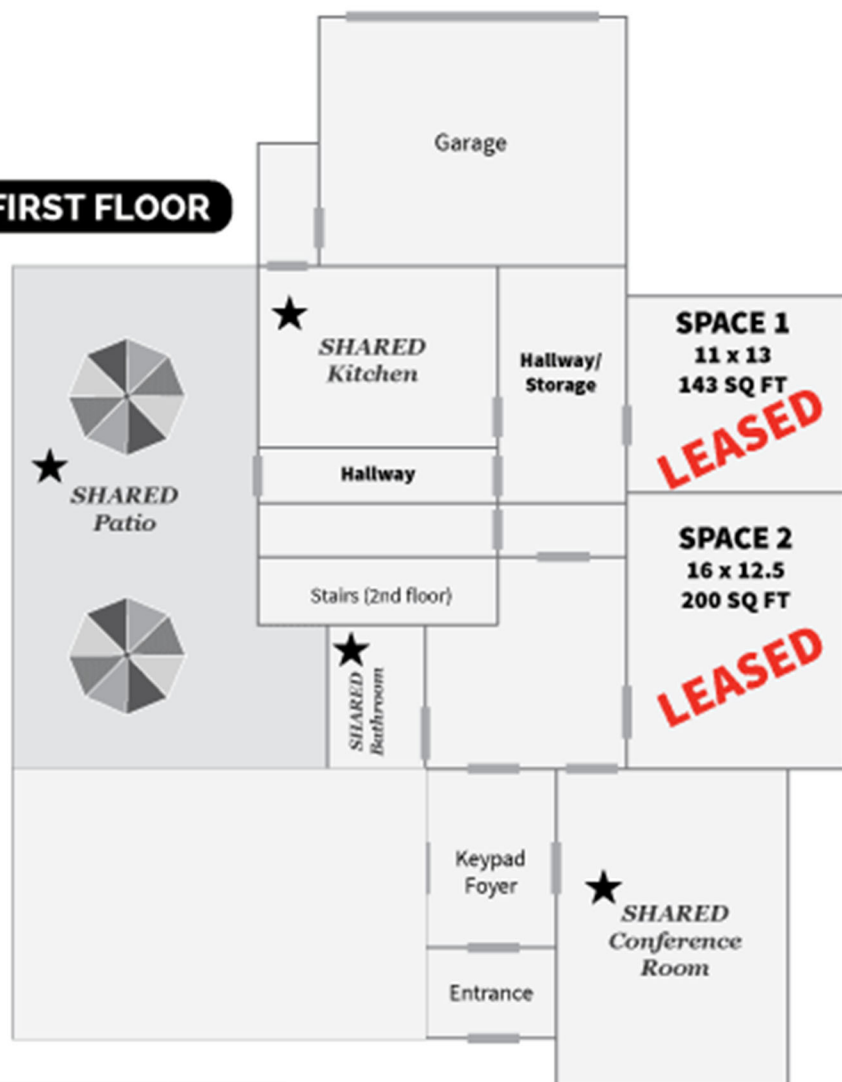 Garage
FIRST FLOOR
SHARED
Kitchen
Hallway/
Storage
SPACE 1
11 x 13
143 SQ FT
LEASED
Hallway
SHARED
Patio
SPACE 2
16 x 12.5
200 SQ FT
LEASED
Stairs (2nd floor)
SHARED
Bathroom
Keypad
Foyer
SHARED
Conference
Room
Entrance